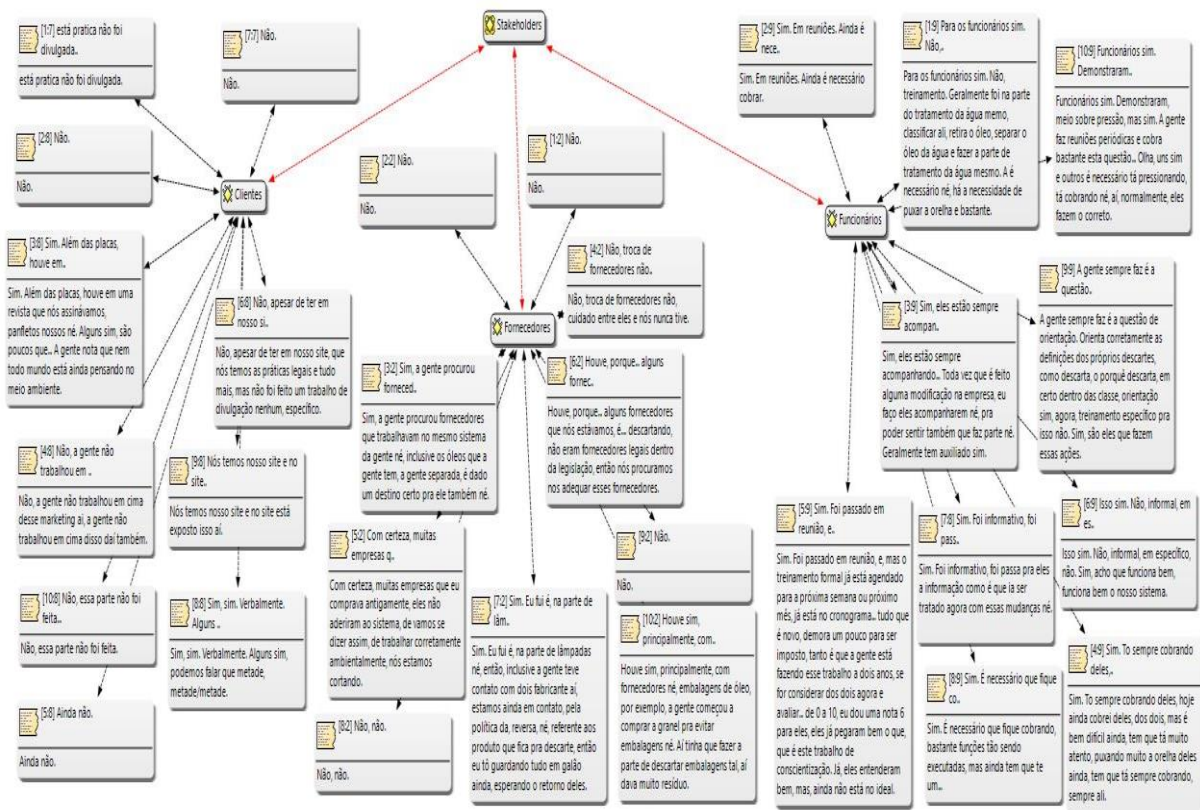 Stakeholders
[1:7] está pratica não foi
divulgada..
está pratica não foi divulgada.
[7:7] Não.
Não.
[2:8] Não.
Não.
Clientes
[3:8] Sim. Além das placas,
houve em..
Sim. Além das placas, houve em uma
revista que nós assinávamos,
panfletos nossos né. Alguns sim, são
poucos que... A gente nota que nem
todo mundo está ainda pensando no
meio ambiente.
[6:8] Não, apesar de ter em
nosso si..
Não, apesar de ter em nosso site, que
nós temos as práticas legais e tudo
mais, mas não foi feito um trabalho de
divulgação nenhum, específico.
[4:8] Não, a gente não
trabalhou em ..
Não, a gente não trabalhou em cima
desse marketing aí, a gente não
trabalhou em cima disso daí também.
[9:8] Nós temos nosso site e no
site..
Nós temos nosso site e no site está
exposto isso aí.
[10:8] Não, essa parte não foi
feita...
Não, essa parte não foi feita.
[8:8] Sim, sim. Verbalmente.
Alguns ..
Sim, sim. Verbalmente. Alguns sim,
podemos falar que metade,
metade/metade.
[5:8] Ainda não.
Ainda não.
[2:2] Não.
Não.
[1:2] Não.
Não.
[4:2] Não, troca de
fornecedores não..
Não, troca de fornecedores não,
cuidado entre eles e nós nunca tive.
Fornecedores
[3:2] Sim, a gente procurou
forneced..
Sim, a gente procurou fornecedores
que trabalhavam no mesmo sistema
da gente né, inclusive os óleos que a
gente tem, a gente separada, é dado
um destino certo pra ele também né.
[6:2] Houve, porque... alguns
fornec..
Houve, porque... alguns fornecedores
que nós estávamos, é... descartando,
não eram fornecedores legais dentro
da legislação, então nós procuramos
nos adequar esses fornecedores.
[5:2] Com certeza, muitas
empresas q..
Com certeza, muitas empresas que eu
comprava antigamente, eles não
aderiram ao sistema, de vamos se
dizer assim, de trabalhar corretamente
ambientalmente, nós estamos
cortando.
[9:2] Não.
Não.
[7:2] Sim. Eu fui é, na parte de
lâm..
Sim. Eu fui é, na parte de lâmpadas
né, então, inclusive a gente teve
contato com dois fabricante aí,
estamos ainda em contato, pela
política da, reversa, né, referente aos
produto que fica pra descarte, então
eu tô guardando tudo em galão
ainda, esperando o retorno deles.
[10:2] Houve sim,
principalmente, com..
Houve sim, principalmente, com
fornecedores né, embalagens de óleo,
por exemplo, a gente começou a
comprar a granel pra evitar
embalagens né. Aí tinha que fazer a
parte de descartar embalagens tal, aí
dava muito resíduo.
[8:2] Não, não.
Não, não.
[2:9] Sim. Em reuniões. Ainda é
nece..
Sim. Em reuniões. Ainda é necessário
cobrar.
[1:9] Para os funcionários sim.
Não,..
Para os funcionários sim. Não,
treinamento. Geralmente foi na parte
do tratamento da água memo,
classificar ali, retira o óleo, separar o
óleo da água e fazer a parte de
tratamento da água mesmo. A é
necessário né, há a necessidade de
puxar a orelha e bastante.
[10:9] Funcionários sim.
Demonstraram..
Funcionários sim. Demonstraram,
meio sobre pressão, mas sim. A gente
faz reuniões periódicas e cobra
bastante esta questão... Olha, uns sim
e outros é necessário tá pressionando,
tá cobrando né, aí, normalmente, eles
fazem o correto.
Funcionários
[3:9] Sim, eles estão sempre
acompan..
Sim, eles estão sempre
acompanhando... Toda vez que é feito
alguma modificação na empresa, eu
faço eles acompanharem né, pra
poder sentir também que faz parte né.
Geralmente tem auxiliado sim.
[9:9] A gente sempre faz é a
questão..
A gente sempre faz é a questão de
orientação. Orienta corretamente as
definições dos próprios descartes,
como descarta, o porquê descarta, em
certo dentro das classe, orientação
sim, agora, treinamento específico pra
isso não. Sim, são eles que fazem
essas ações.
[5:9] Sim. Foi passado em
reunião, e..
Sim. Foi passado em reunião, e, mas o
treinamento formal já está agendado
para a próxima semana ou próximo
mês, já está no cronograma... tudo que
é novo, demora um pouco para ser
imposto, tanto é que a gente está
fazendo esse trabalho a dois anos, se
for considerar dos dois agora e
avaliar... de 0 a 10, eu dou uma nota 6
para eles, eles já pegaram bem o que,
que é este trabalho de
conscientização. Já, eles entenderam
bem, mas, ainda não está no ideal.
[7:8] Sim. Foi informativo, foi
pass..
Sim. Foi informativo, foi passa pra eles
a informação como é que ia ser
tratado agora com essas mudanças né.
[6:9] Isso sim. Não, informal, em
es..
Isso sim. Não, informal, em específico,
não. Sim, acho que funciona bem,
funciona bem o nosso sistema.
[8:9] Sim. É necessário que fique
co..
Sim. É necessário que fique cobrando,
bastante funções tão sendo
executadas, mas ainda tem que te
um...
[4:9] Sim. To sempre cobrando
deles,..
Sim. To sempre cobrando deles, hoje
ainda cobrei deles, dos dois, mas é
bem difícil ainda, tem que tá muito
atento, puxando muito a orelha deles
ainda, tem que tá sempre cobrando,
sempre ali.